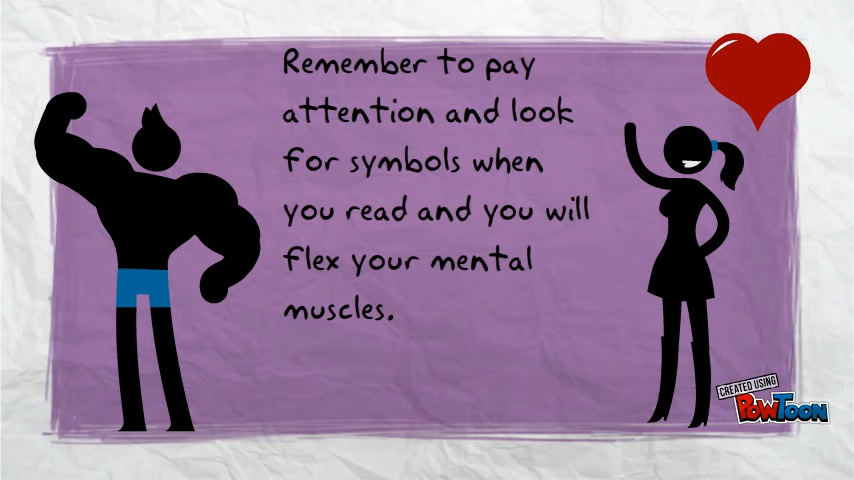 Remember to pay
attention and look
for symbols when
you read and you will
flex your mental
muscles.
CREATED USING
POWTOON